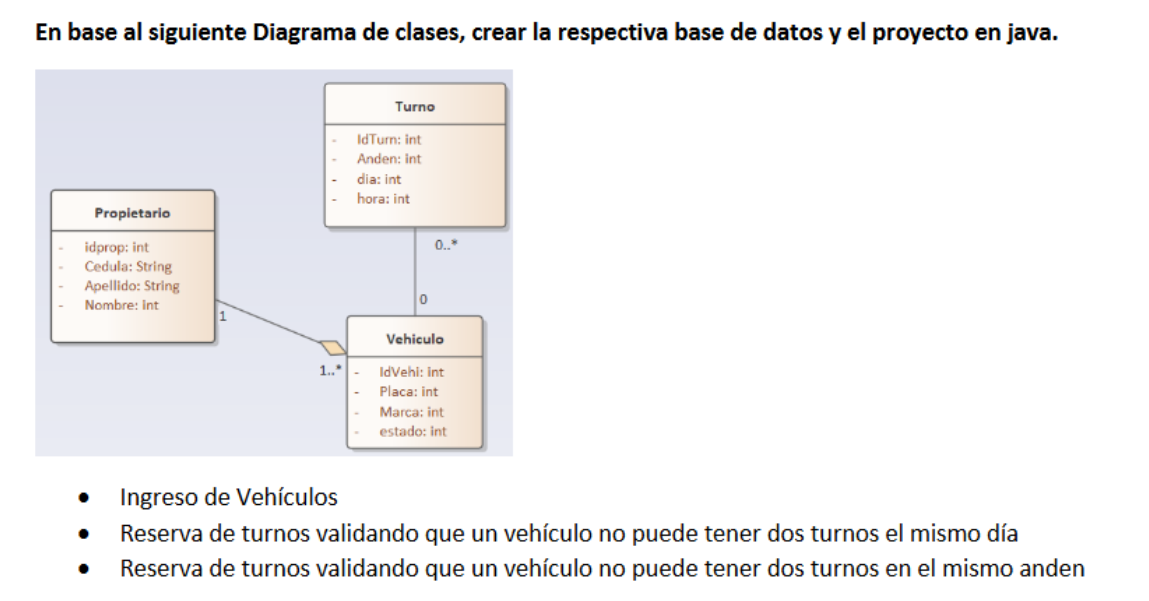 En base al siguiente Diagrama de clases, crear la respectiva base de datos y el proyecto en java.
Turno
- IdTurn: int
- Anden: int
- dia: int
- hora: int
Propietario
- idprop: int
- Cedula: String
- Apellido: String
- Nombre: int
0..*
0
1
Vehiculo
1..*
- IdVehi: int
- Placa: int
- Marca: int
- estado: int
• Ingreso de Vehículos
• Reserva de turnos validando que un vehículo no puede tener dos turnos el mismo día
• Reserva de turnos validando que un vehículo no puede tener dos turnos en el mismo anden